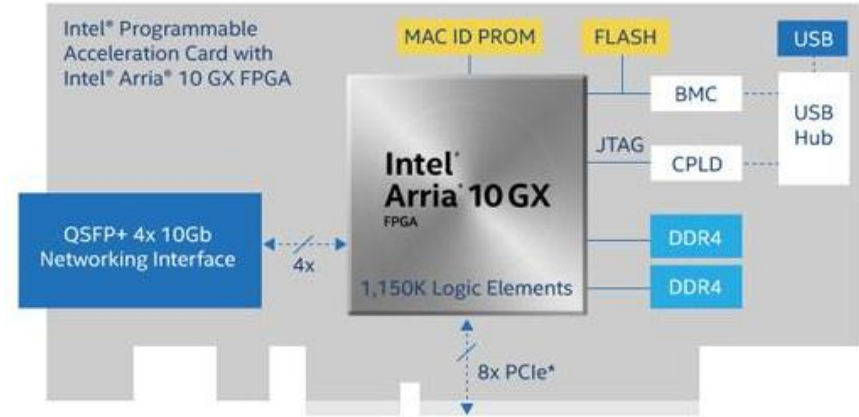 Intel® Programmable
Acceleration Card with
Intel® Arria® 10 GX FPGA
MAC ID PROM
FLASH
USB
BMC
USB
Hub
JTAG
CPLD
Intel®
Arria® 10 GX
FPGA
1,150K Logic Elements
QSFP+ 4x 10Gb
Networking Interface
4x
DDR4
DDR4
8x PCIe*